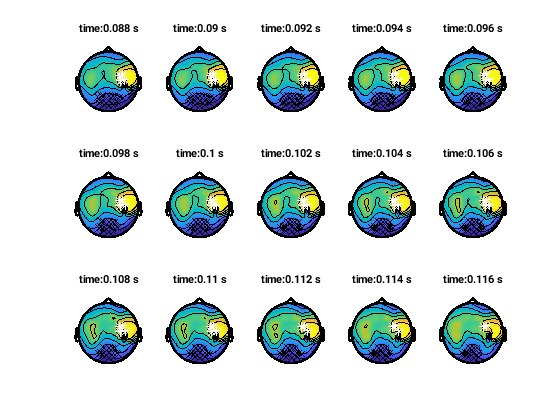 time:0.088 s time:0.09 s time:0.092 s time:0.094 s time:0.096 s
time:0.098 s time:0.1 s time:0.102 s time:0.104 s time:0.106 s
time:0.108 s time:0.11 s time:0.112 s time:0.114 s time:0.116 s